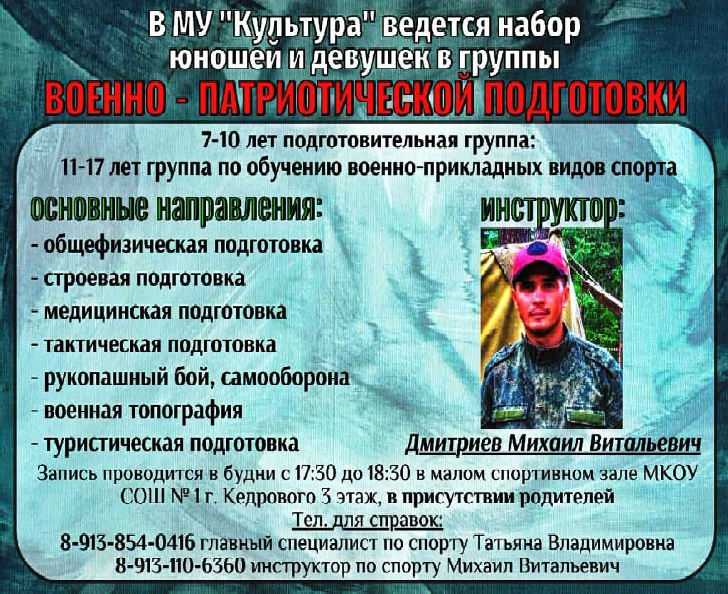 В МУ "Культура" ведется набор
юношей и девушек в группы
ВОЕННО - ПАТРИОТИЧЕСКОЙ ПОДГОТОВКИ
7-10 лет подготовительная группа;
11-17 лет группа по обучению военно-прикладных видов спорта
основные направления:
- общефизическая подготовка
- строевая подготовка
- медицинская подготовка
- тактическая подготовка
- рукопашный бой, самооборона
- военная топография
- туристическая подготовка
инструктор:
Дмитриев Михаил Витальевич
Запись проводится в будни с 17:30 до 18:30 в малом спортивном зале МКОУ
СОШ № 1 г. Кедрового 3 этаж, в присутствии родителей
Тел. для справок:
8-913-854-0416 главный специалист по спорту Татьяна Владимировна
8-913-110-6360 инструктор по спорту Михаил Витальевич